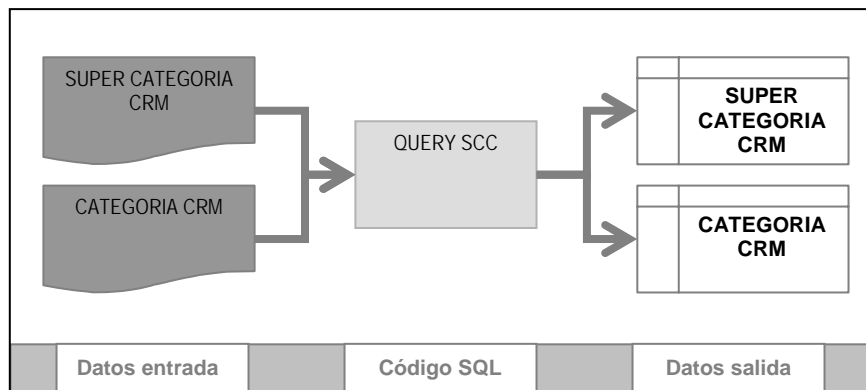 SUPER CATEGORIA
CRM
CATEGORIA CRM
QUERY SCC
SUPER
CATEGORIA
CRM
CATEGORIA
CRM
Datos entrada
Código SQL
Datos salida